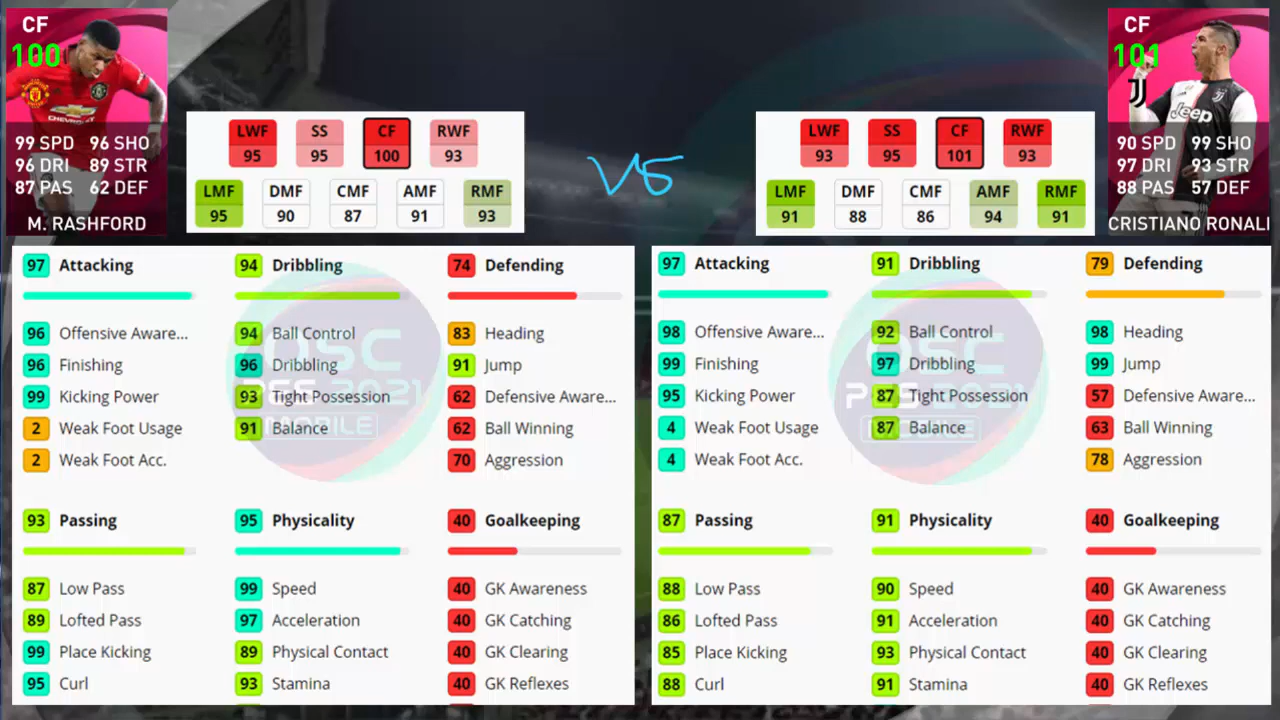 CF
100
99 SPD 96 SHO
96 DRI 89 STR
87 PAS 62 DEF
M. RASHFORD
LWF SS CF RWF
95 95 100 93
LMF DMF CMF AMF RMF
95 90 87 91 93
VS
LWF SS CF RWF
93 95 101 93
LMF DMF CMF AMF RMF
91 88 86 94 91
CF
101
Jeep
90 SPD 99 SHO
97 DRI 93 STR
88 PAS 57 DEF
CRISTIANO RONAL
97 Attacking
96 Offensive Aware...
96 Finishing
99 Kicking Power
2 Weak Foot Usage
2 Weak Foot Acc.
94 Dribbling
94 Ball Control
96 Dribbling
93 Tight Possession
91 Balance
74 Defending
83 Heading
91 Jump
62 Defensive Aware...
62 Ball Winning
70 Aggression
93 Passing
87 Low Pass
89 Lofted Pass
99 Place Kicking
95 Curl
95 Physicality
99 Speed
97 Acceleration
89 Physical Contact
93 Stamina
40 Goalkeeping
40 GK Awareness
40 GK Catching
40 GK Clearing
40 GK Reflexes
97 Attacking
98 Offensive Aware...
99 Finishing
95 Kicking Power
4 Weak Foot Usage
4 Weak Foot Acc.
91 Dribbling
92 Ball Control
97 Dribbling
87 Tight Possession
87 Balance
79 Defending
98 Heading
99 Jump
57 Defensive Aware...
63 Ball Winning
78 Aggression
87 Passing
88 Low Pass
86 Lofted Pass
85 Place Kicking
88 Curl
91 Physicality
90 Speed
91 Acceleration
93 Physical Contact
91 Stamina
40 Goalkeeping
40 GK Awareness
40 GK Catching
40 GK Clearing
40 GK Reflexes
PES 2021
MOBILE
PES 2021
MOBILE